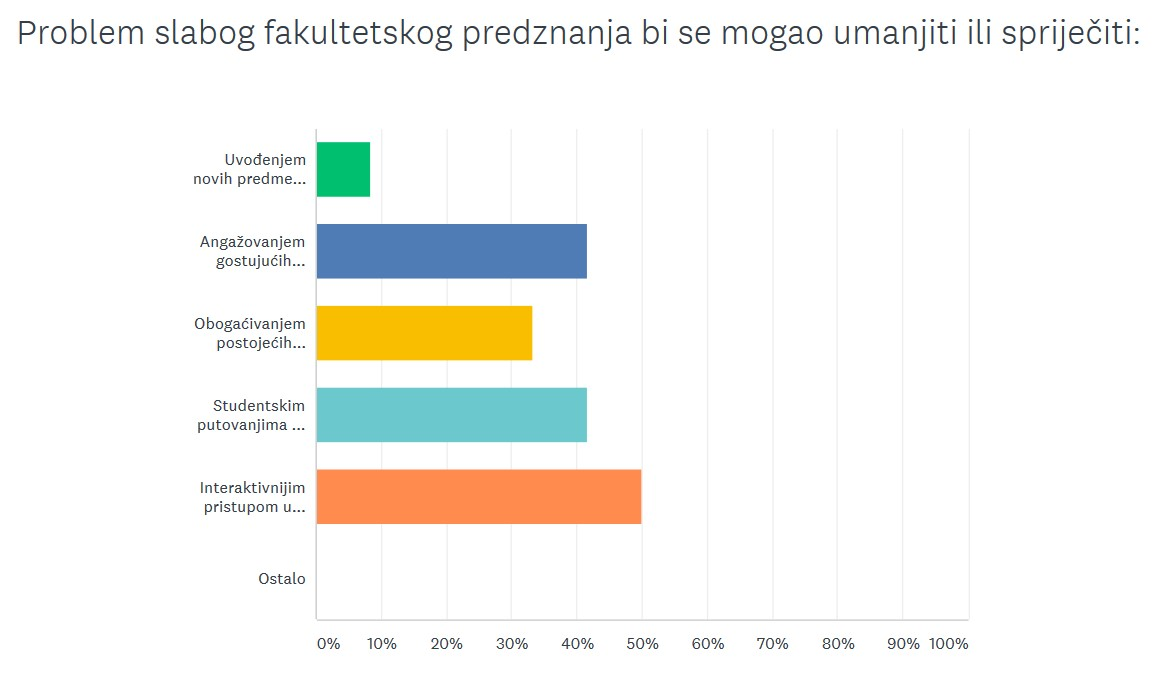 Problem slabog fakultetskog predznanja bi se mogao umanjiti ili spriječiti:
Uvođenjem
novih predme...
Angažovanjem
gostujućih...
Obogaćivanjem
postojećih...
Studentskim
putovanjima ...
Interaktivnijim
pristupom u...
Ostalo
0% 10% 20% 30% 40% 50% 60% 70% 80% 90% 100%